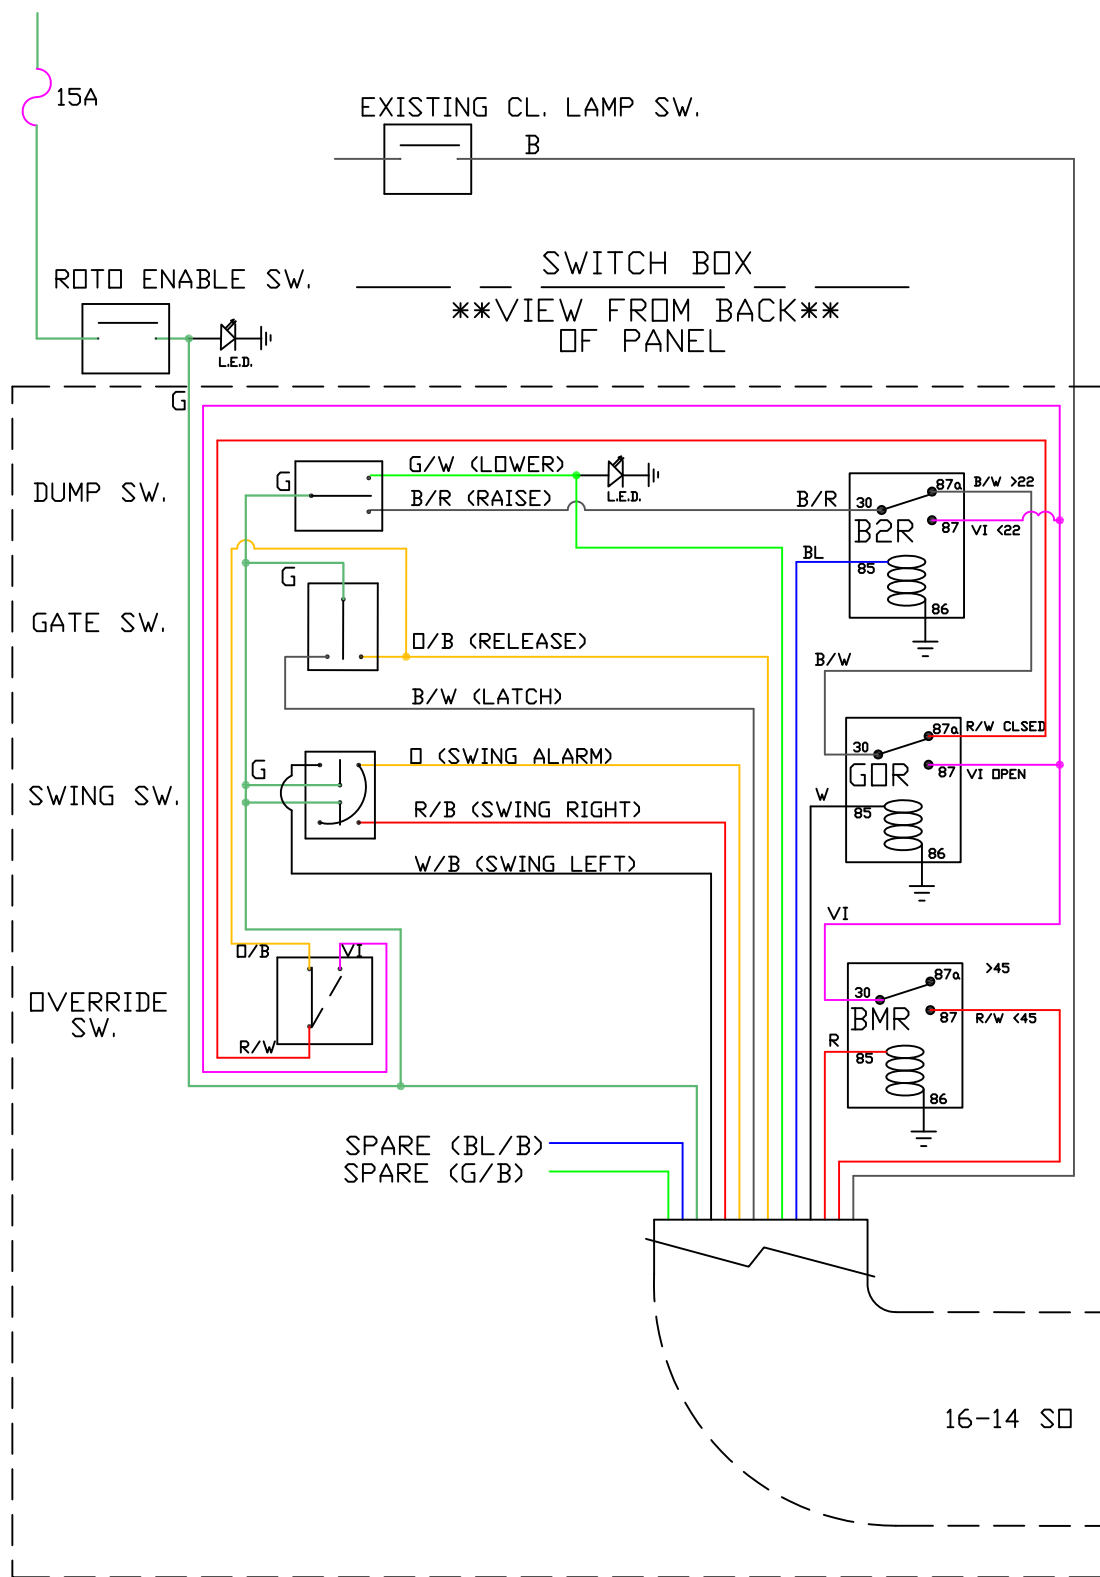 15A
EXISTING CL. LAMP SW.
B
ROTO ENABLE SW.
SWITCH BOX
**VIEW FROM BACK**
OF PANEL
L.E.D.
G
DUMP SW.
G
G/W (LOWER)
B/R (RAISE)
L.E.D.
B/R
30
87a
B/W >22
B2R
87
VI <22
BL
85
86
GATE SW.
G
O/B (RELEASE)
B/W (LATCH)
B/W
SWING SW.
G
O (SWING ALARM)
R/B (SWING RIGHT)
W/B (SWING LEFT)
30
87a
R/W CLSED
GOR
87
VI OPEN
W
85
86
VI
OVERRIDE
SW.
O/B
VI
R/W
30
87a
>45
BMR
87
R/W <45
R
85
86
SPARE (BL/B)
SPARE (G/B)
16-14 SO